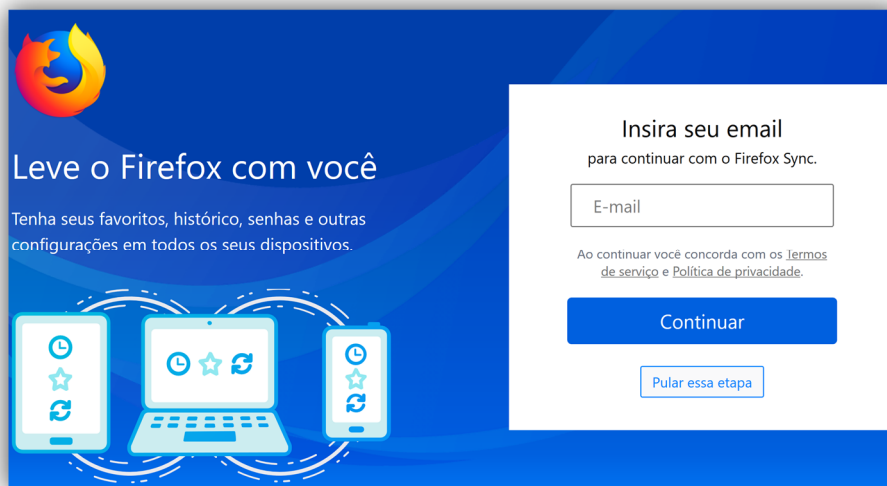 Leve o Firefox com você
Tenha seus favoritos, histórico, senhas e outras
configurações em todos os seus dispositivos.
Insira seu email
para continuar com o Firefox Sync.
E-mail
Ao continuar você concorda com os Termos
de serviço e Política de privacidade.
Continuar
Pular essa etapa